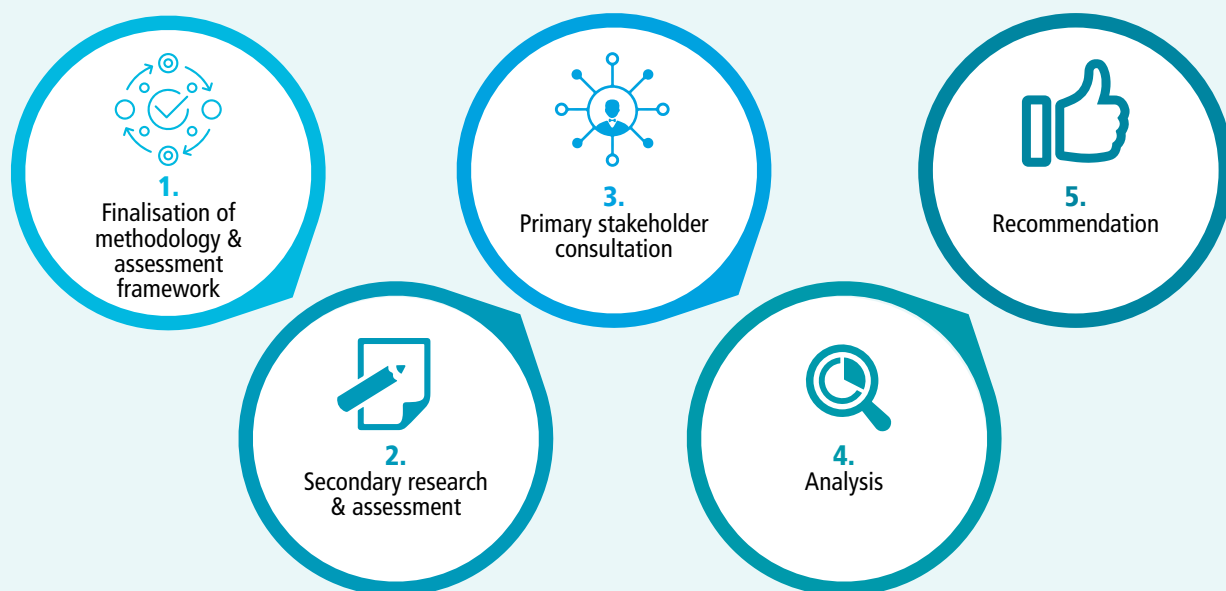 1.
Finalisation of
methodology &
assessment
framework
2.
Secondary research
& assessment
3.
Primary stakeholder
consultation
4.
Analysis
5.
Recommendation